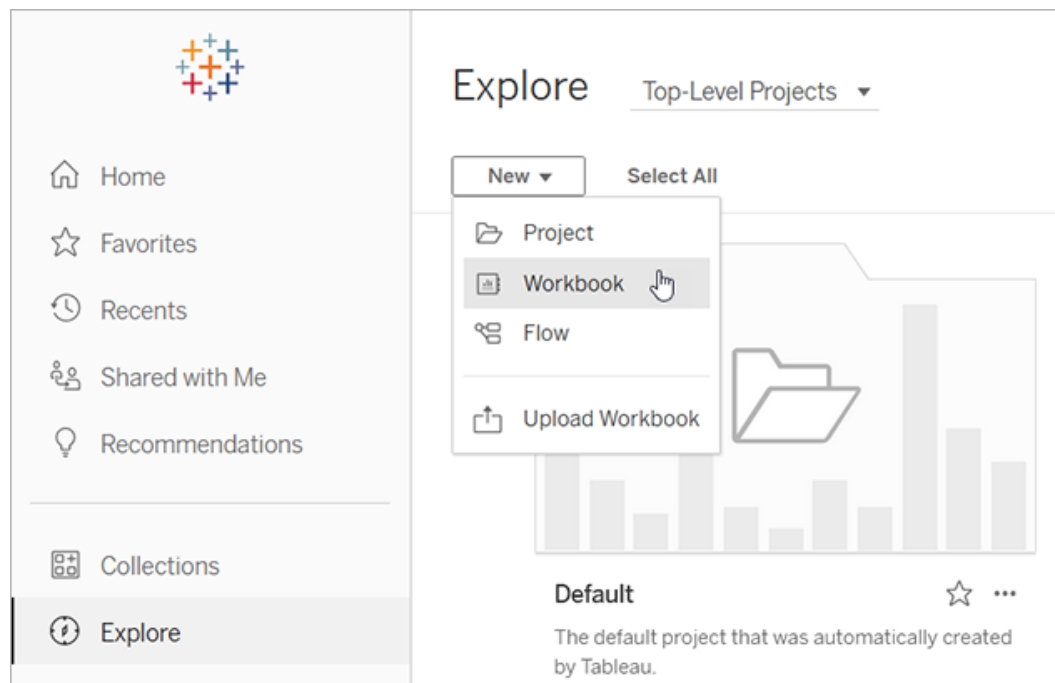 Home
Favorites
Recents
Shared with Me
Recommendations
Collections
Explore
Explore
Top-Level Projects
New
Select All
Project
Workbook
Flow
Upload Workbook
Default
The default project that was automatically created
by Tableau.